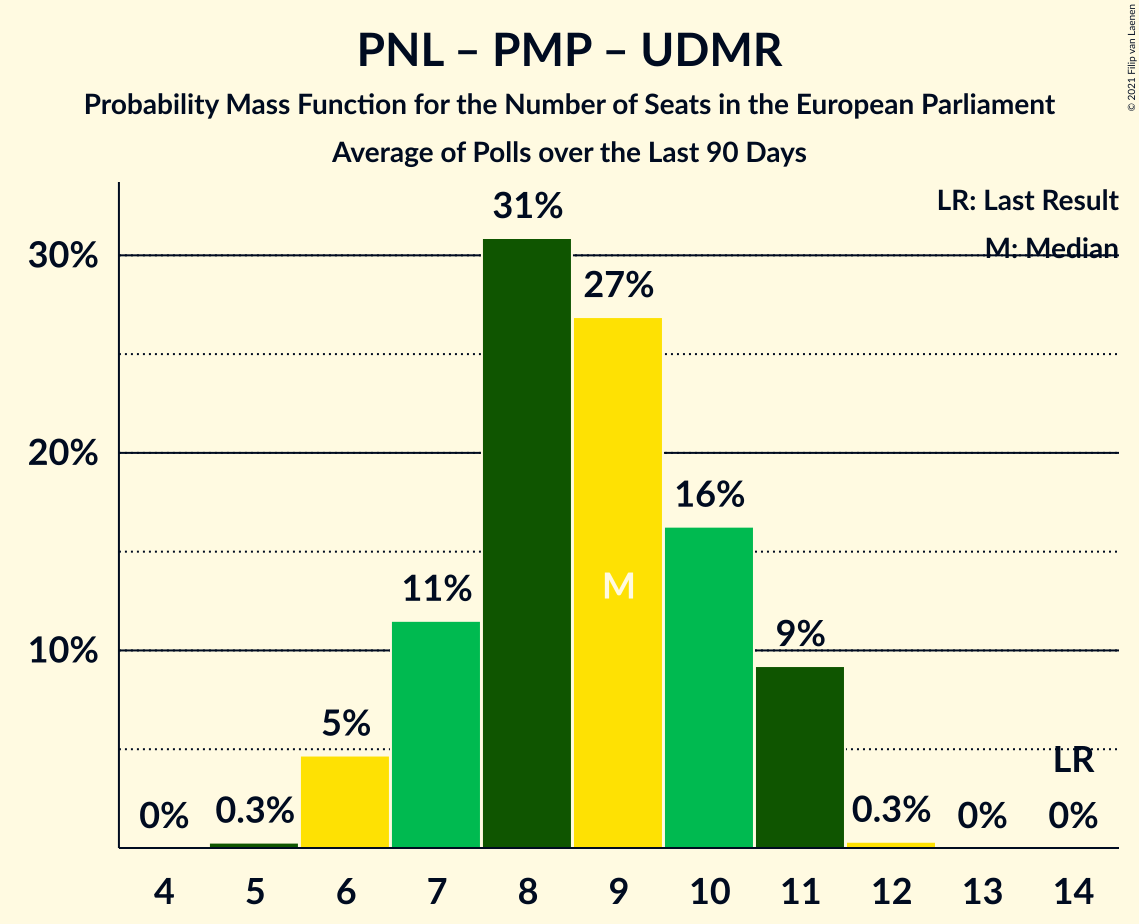 PNL – PMP – UDMR
Probability Mass Function for the Number of Seats in the European Parliament
Average of Polls over the Last 90 Days
© 2021 Filip van Laenen
LR: Last Result
M: Median
30%
20%
10%
0%
0.3%
5%
11%
31%
27%
M
16%
9%
0.3%
0%
LR
0%
4 5 6 7 8 9 10 11 12 13 14